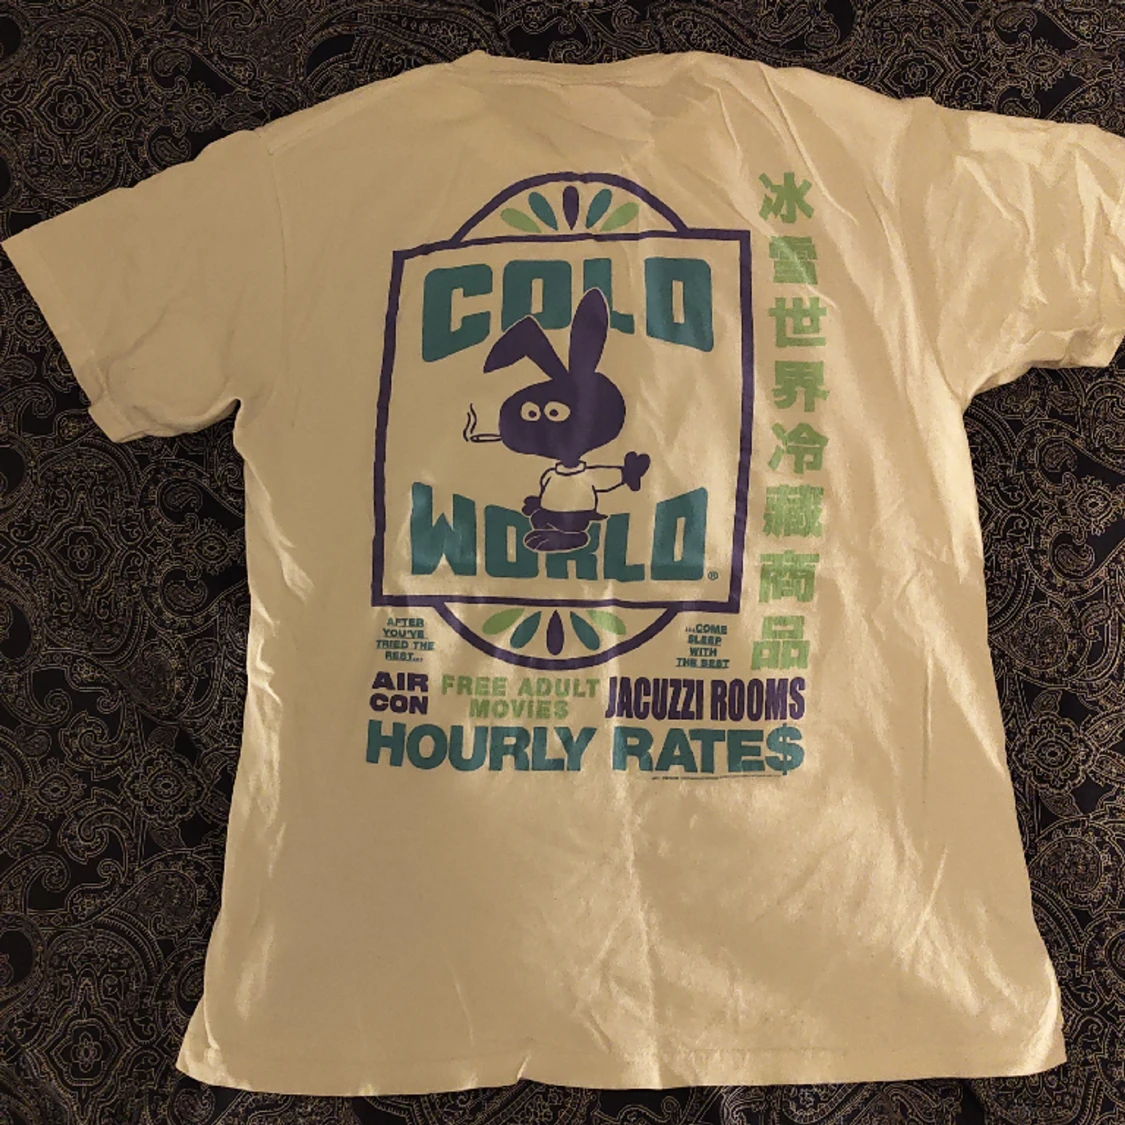 COLD
WORLD®
冰雪世界冷藏商品
AFTER
YOU'VE
TRIED THE
REST...
...COME
SLEEP
WITH
THE BEST
AIR
CON
FREE ADULT
MOVIES
JACUZZI ROOMS
HOURLY RATE$